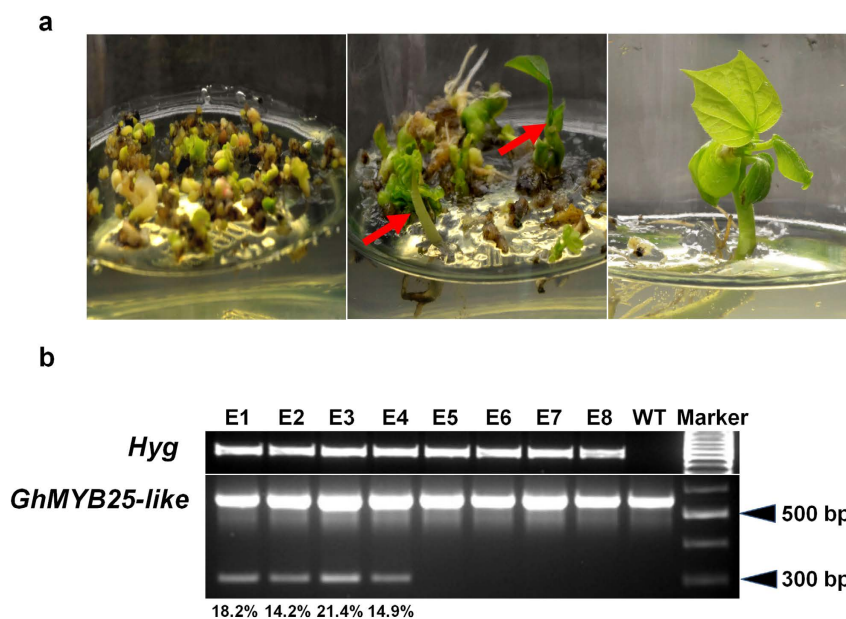 a
b
E1 E2 E3 E4 E5 E6 E7 E8 WT Marker
Hyg
GhMYB25-like
500 bp
300 bp
18.2% 14.2% 21.4% 14.9%